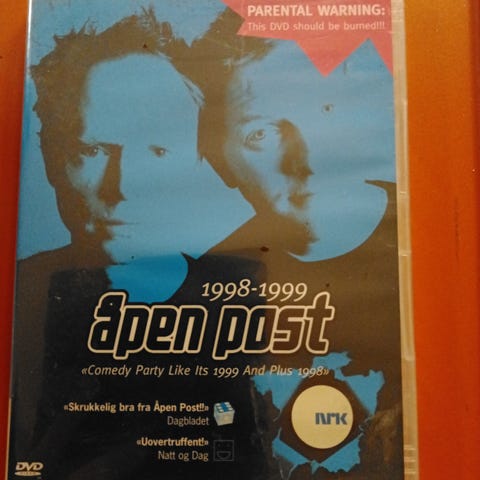 PARENTAL WARNING:
This DVD should be burned!!!
1998-1999
åpen post
«Comedy Party Like Its 1999 And Plus 1998»
«Skrukkelig bra fra Åpen Post!!»
Dagbladet
«Uovertruffent!»
Natt og Dag
NRK
DVD
VIDEO